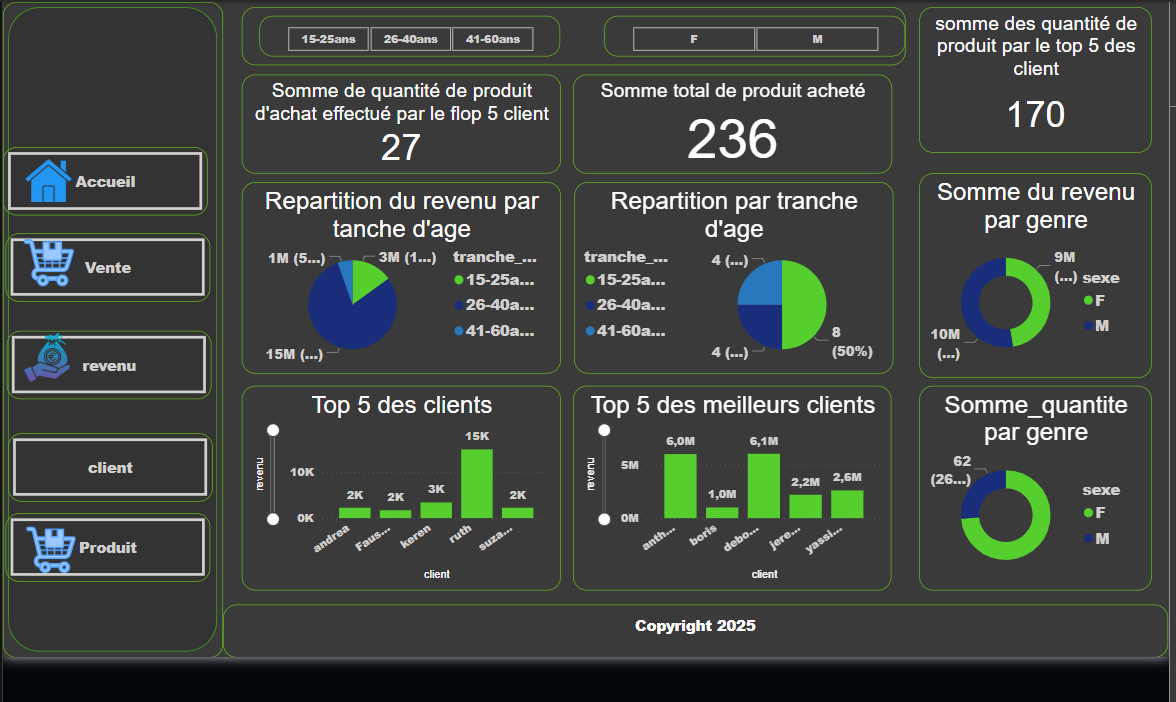 Accueil
Vente
revenu
client
Produit
15-25ans 26-40ans 41-60ans
F M
somme des quantité de
produit par le top 5 des
client
170
Somme de quantité de produit
d'achat effectué par le flop 5 client
27
Somme total de produit acheté
236
Repartition du revenu par
tanche d'age
1M (5...)
3M (1...)
15M (...)
tranche_...
15-25a...
26-40a...
41-60a...
Repartition par tranche
d'age
tranche_...
15-25a...
26-40a...
41-60a...
4 (...)
4 (...)
8
(50%)
Somme du revenu
par genre
9M
(...)
10M
(...)
sexe
F
M
Top 5 des clients
revenu
10K
0K
2K
2K
3K
15K
2K
andrea
Faus...
keren
ruth
suza...
client
Top 5 des meilleurs clients
revenu
5M
0M
6,0M
1,0M
6,1M
2,2M
2,6M
anth...
boris
debo...
jere...
yassi...
client
Somme_quantite
par genre
62
(26...)
sexe
F
M
Copyright 2025